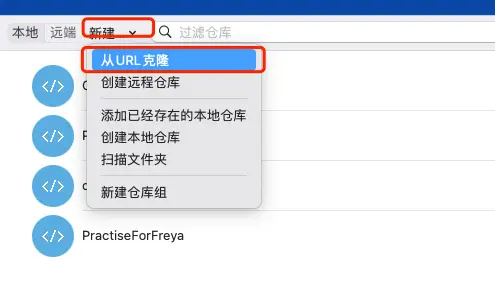 本地 远端 新建 过滤仓库
从URL克隆
创建远程仓库
添加已经存在的本地仓库
创建本地仓库
扫描文件夹
新建仓库组
PractiseForFreya